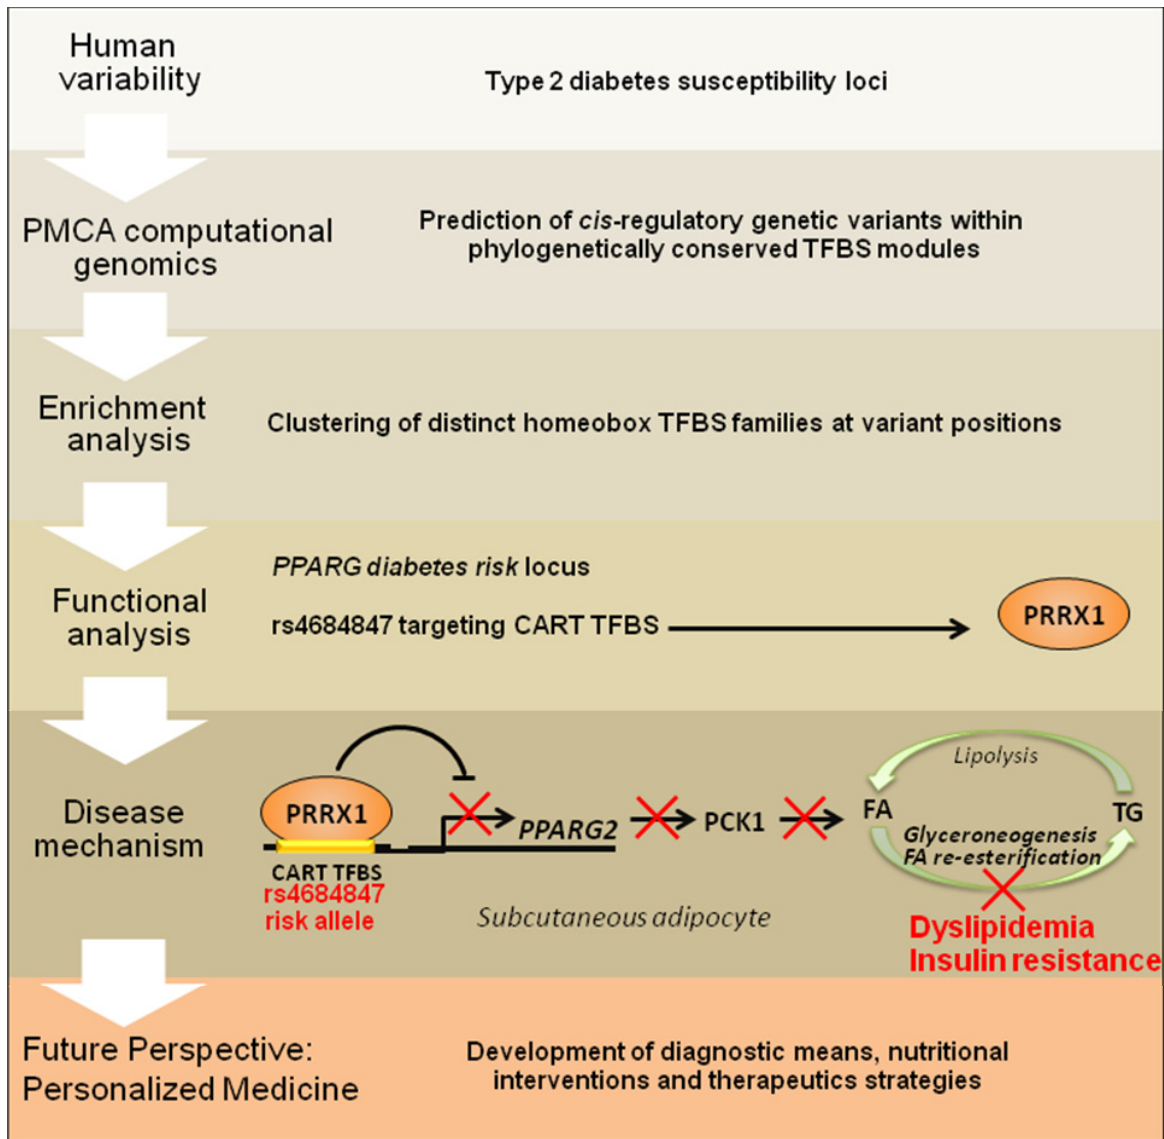 Human
variability
Type 2 diabetes susceptibility loci
PMCA computational
genomics
Prediction of cis-regulatory genetic variants within
phylogenetically conserved TFBS modules
Enrichment
analysis
Clustering of distinct homeobox TFBS families at variant positions
Functional
analysis
PPARG diabetes risk locus
rs4684847 targeting CART TFBS
PRRX1
Disease
mechanism
PRRX1
CART TFBS
rs4684847
risk allele
PPARG2
PCK1
FA
Lipolysis
TG
Glyceroneogenesis
FA re-esterification
Subcutaneous adipocyte
Dyslipidemia
Insulin resistance
Future Perspective:
Personalized Medicine
Development of diagnostic means, nutritional
interventions and therapeutics strategies